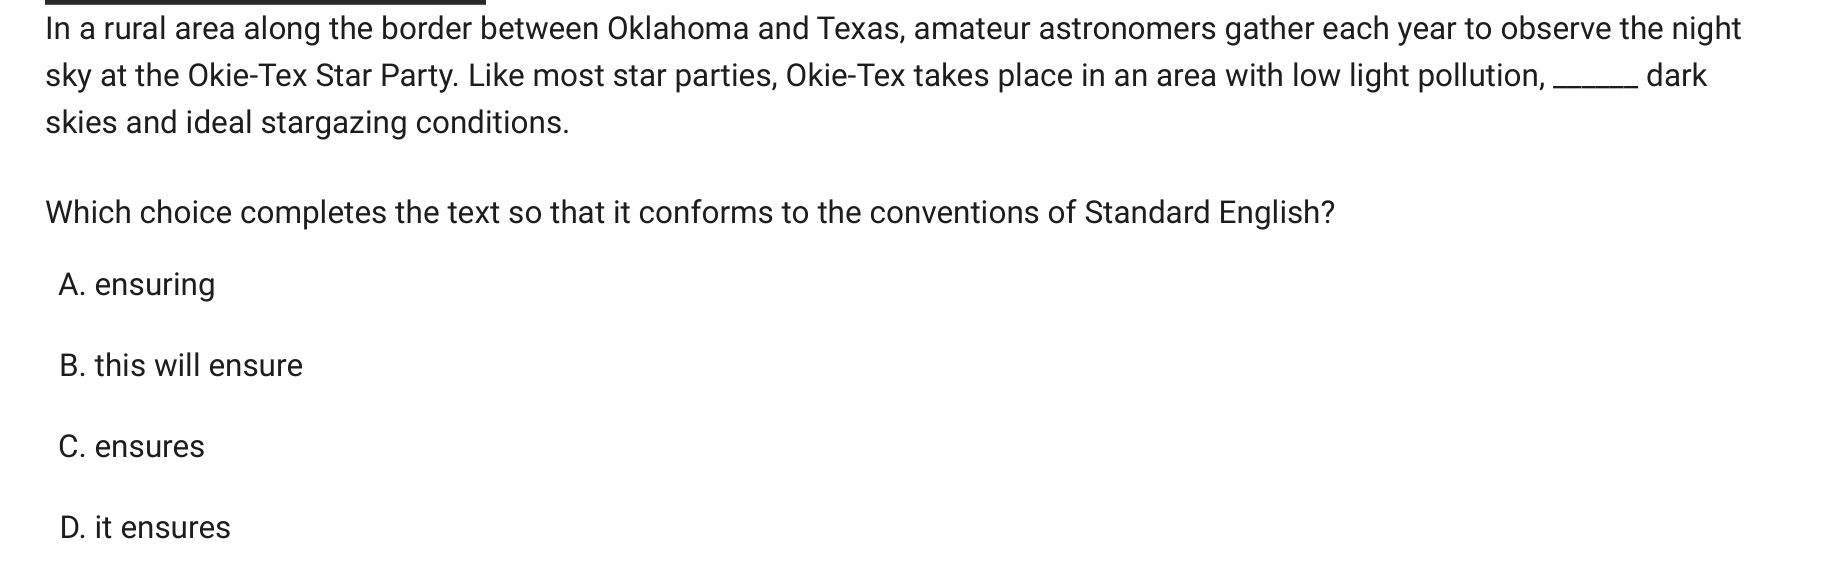 In a rural area along the border between Oklahoma and Texas, amateur astronomers gather each year to observe the night
sky at the Okie-Tex Star Party. Like most star parties, Okie-Tex takes place in an area with low light pollution, ______ dark
skies and ideal stargazing conditions.
Which choice completes the text so that it conforms to the conventions of Standard English?
A. ensuring
B. this will ensure
C. ensures
D. it ensures